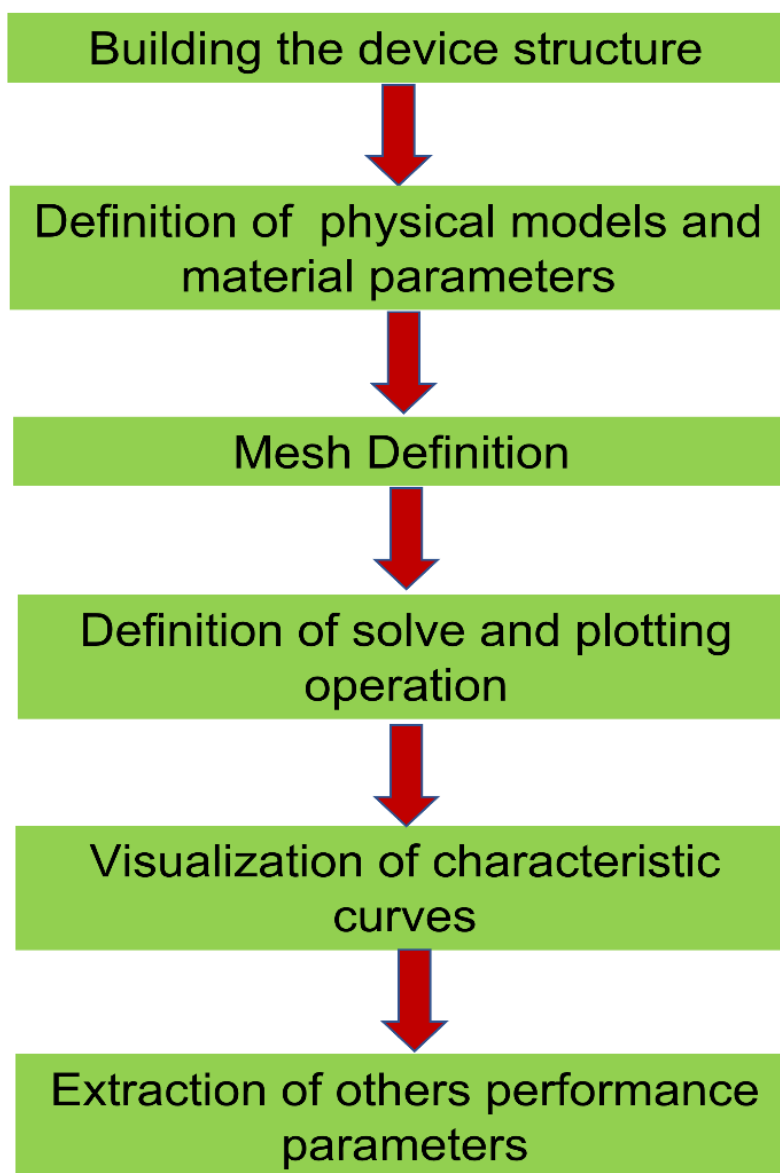 Building the device structure
Definition of  physical models and
material parameters
Mesh Definition
Definition of solve and plotting
operation
Visualization of characteristic
curves
Extraction of others performance
parameters